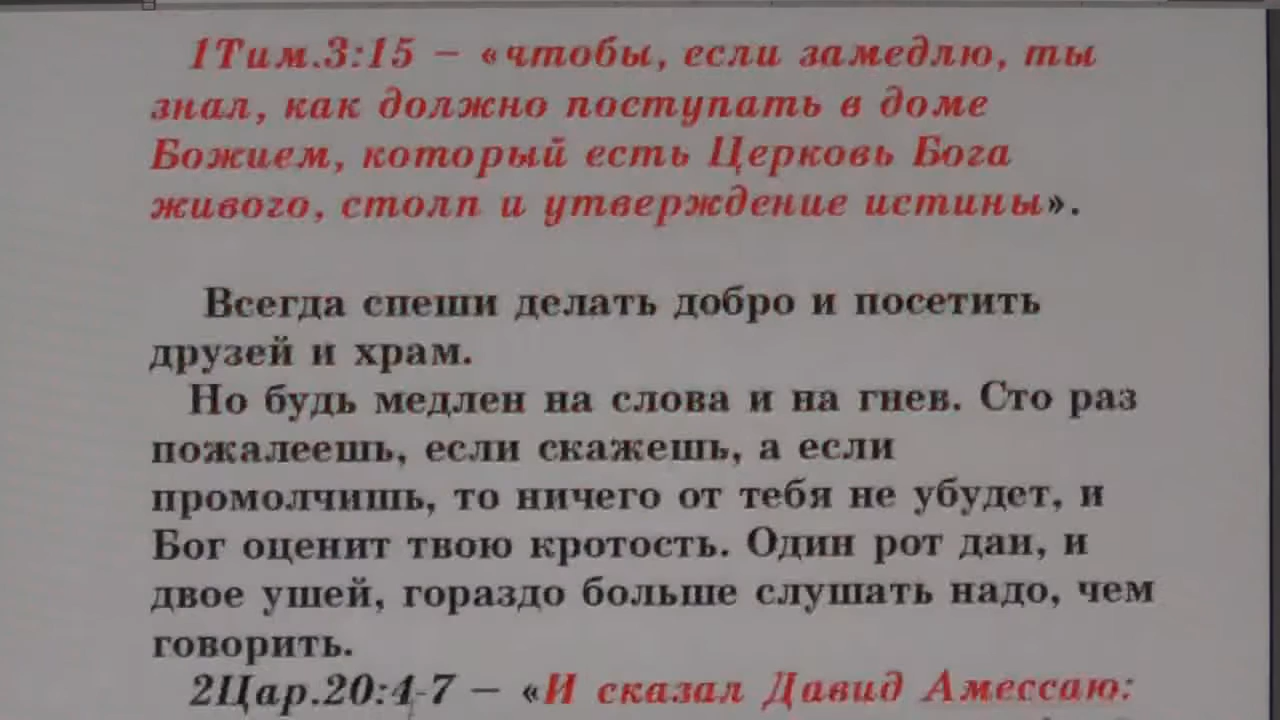 1Тим.3:15 – «чтобы, если замедлю, ты
знал, как должно поступать в доме
Божием, который есть Церковь Бога
живого, столп и утверждение истины».
Всегда спеши делать добро и посетить
друзей и храм.
Но будь медлен на слова и на гнев. Сто раз
пожалеешь, если скажешь, а если
промолчишь, то ничего от тебя не убудет, и
Бог оценит твою кротость. Один рот дан, и
двое ушей, гораздо больше слушать надо, чем
говорить.
2Цар.20:4-7 – «И сказал Давид Амессаю: